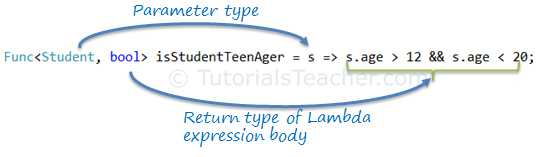 Parameter type
Func<Student, bool> isStudentTeenAger = s => s.age > 12 && s.age < 20;
© TutorialsTeacher.com
Return type of Lambda
expression body